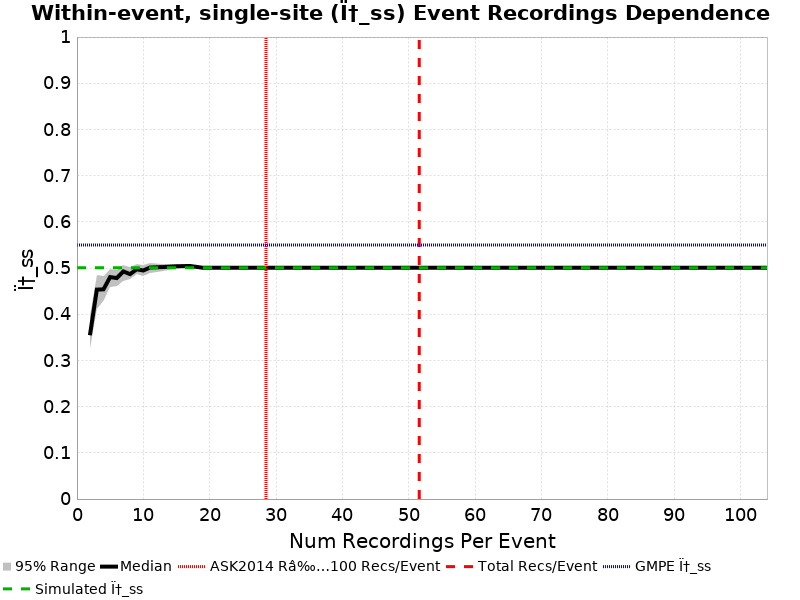 Within-event, single-site (Ï†_ss) Event Recordings Dependence
1
0.9
0.8
0.7
0.6
0.5
0.4
0.3
0.2
0.1
0
Ï†_ss
0 10 20 30 40 50 60 70 80 90 100
Num Recordings Per Event
95% Range Median ASK2014 Râ‰…100 Recs/Event Total Recs/Event GMPE Ï†_ss
Simulated Ï†_ss